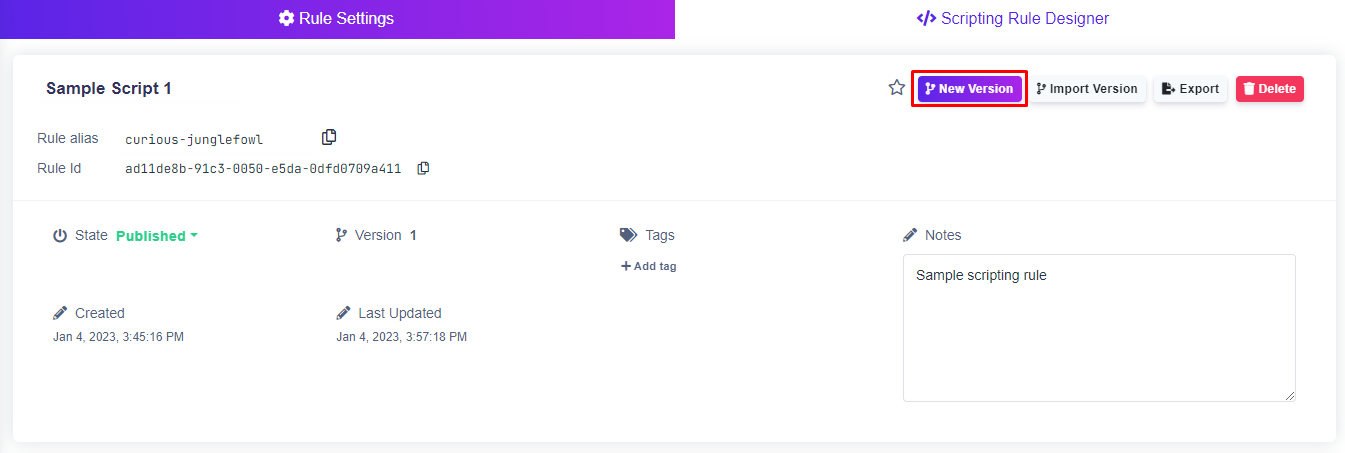 Rule Settings
Scripting Rule Designer
Sample Script 1
New Version
Import Version
Export
Delete
Rule alias
curious-junglefowl
Rule Id
ad11de8b-91c3-0050-e5da-0dfd0709a411
State Published
Version 1
Tags
Notes
Add tag
Sample scripting rule
Created
Last Updated
Jan 4, 2023, 3:45:16 PM
Jan 4, 2023, 3:57:18 PM